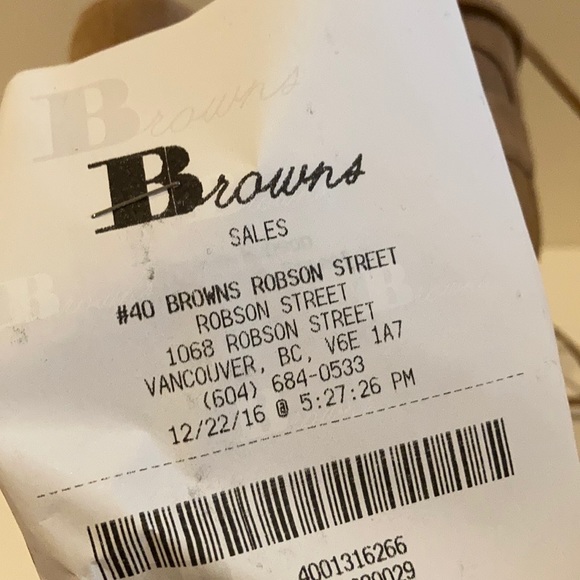 Browns
Browns
SALES
#40 BROWNS ROBSON STREET
ROBSON STREET
1068 ROBSON STREET
VANCOUVER, BC, V6E 1A7
(604) 684-0533
12/22/16 @ 5:27:26 PM
4001316266